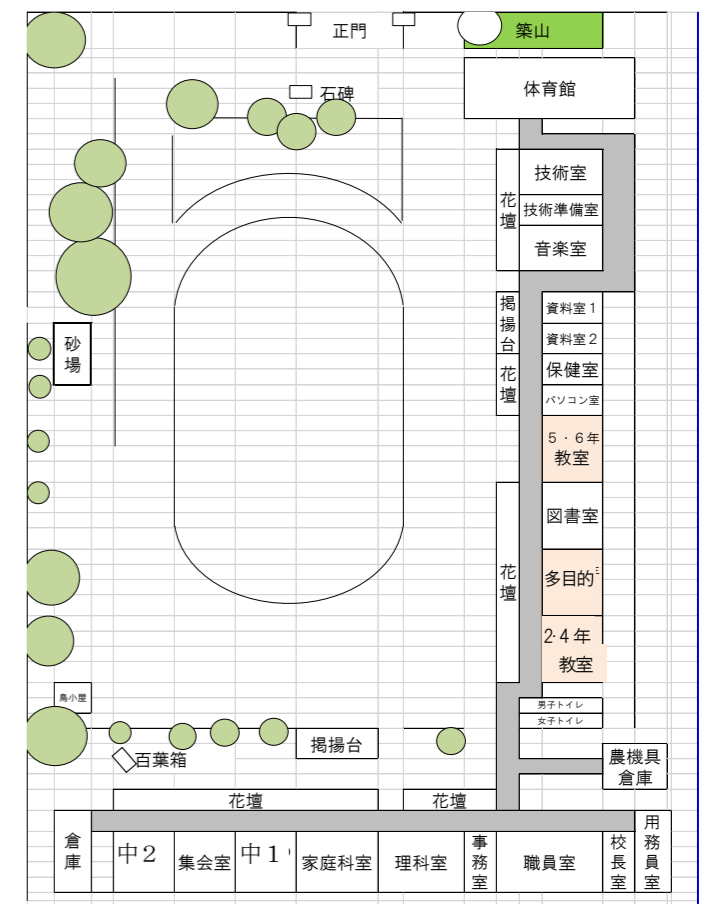 正門
築山
石碑
体育館
技術室
花壇
技術準備室
音楽室
掲揚台
資料室1
資料室2
砂場
花壇
保健室
パソコン室
5・6年
教室
図書室
花壇
多目的
2・4年
教室
鳥小屋
男子トイレ
女子トイレ
掲揚台
百葉箱
農機具
倉庫
花壇
花壇
倉庫
中2
集会室
中1
家庭科室
理科室
事務室
職員室
校長室
用務員室